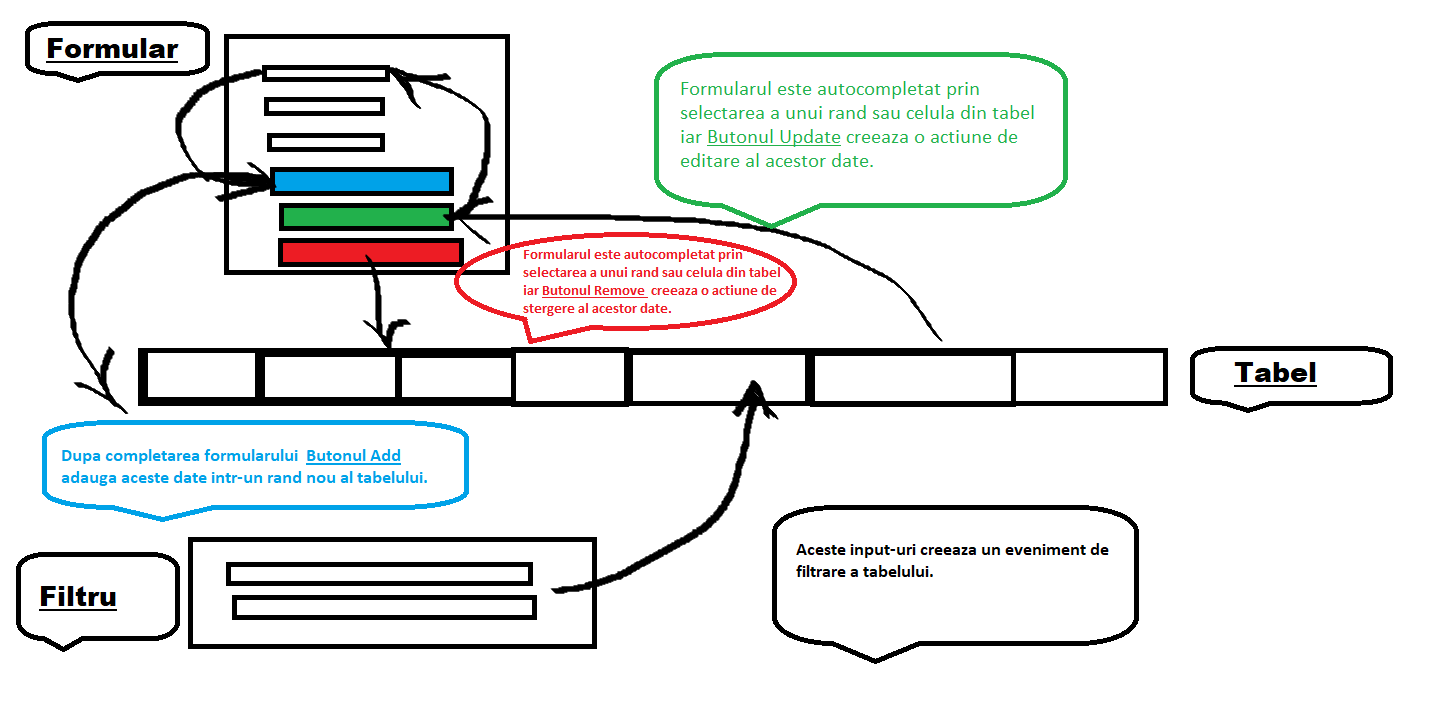 Formular
Formularul este autocompletat prin
selectarea a unui rand sau celula din tabel
iar Butonul Update creeaza o actiune de
editare al acestor date.
Formularul este autocompletat prin
selectarea a unui rand sau celula din tabel
iar Butonul Remove creeaza o actiune de
stergere al acestor date.
Tabel
Dupa completarea formularului Butonul Add
adauga aceste date intr-un rand nou al tabelului.
Filtru
Aceste input-uri creeaza un eveniment de
filtrare a tabelului.